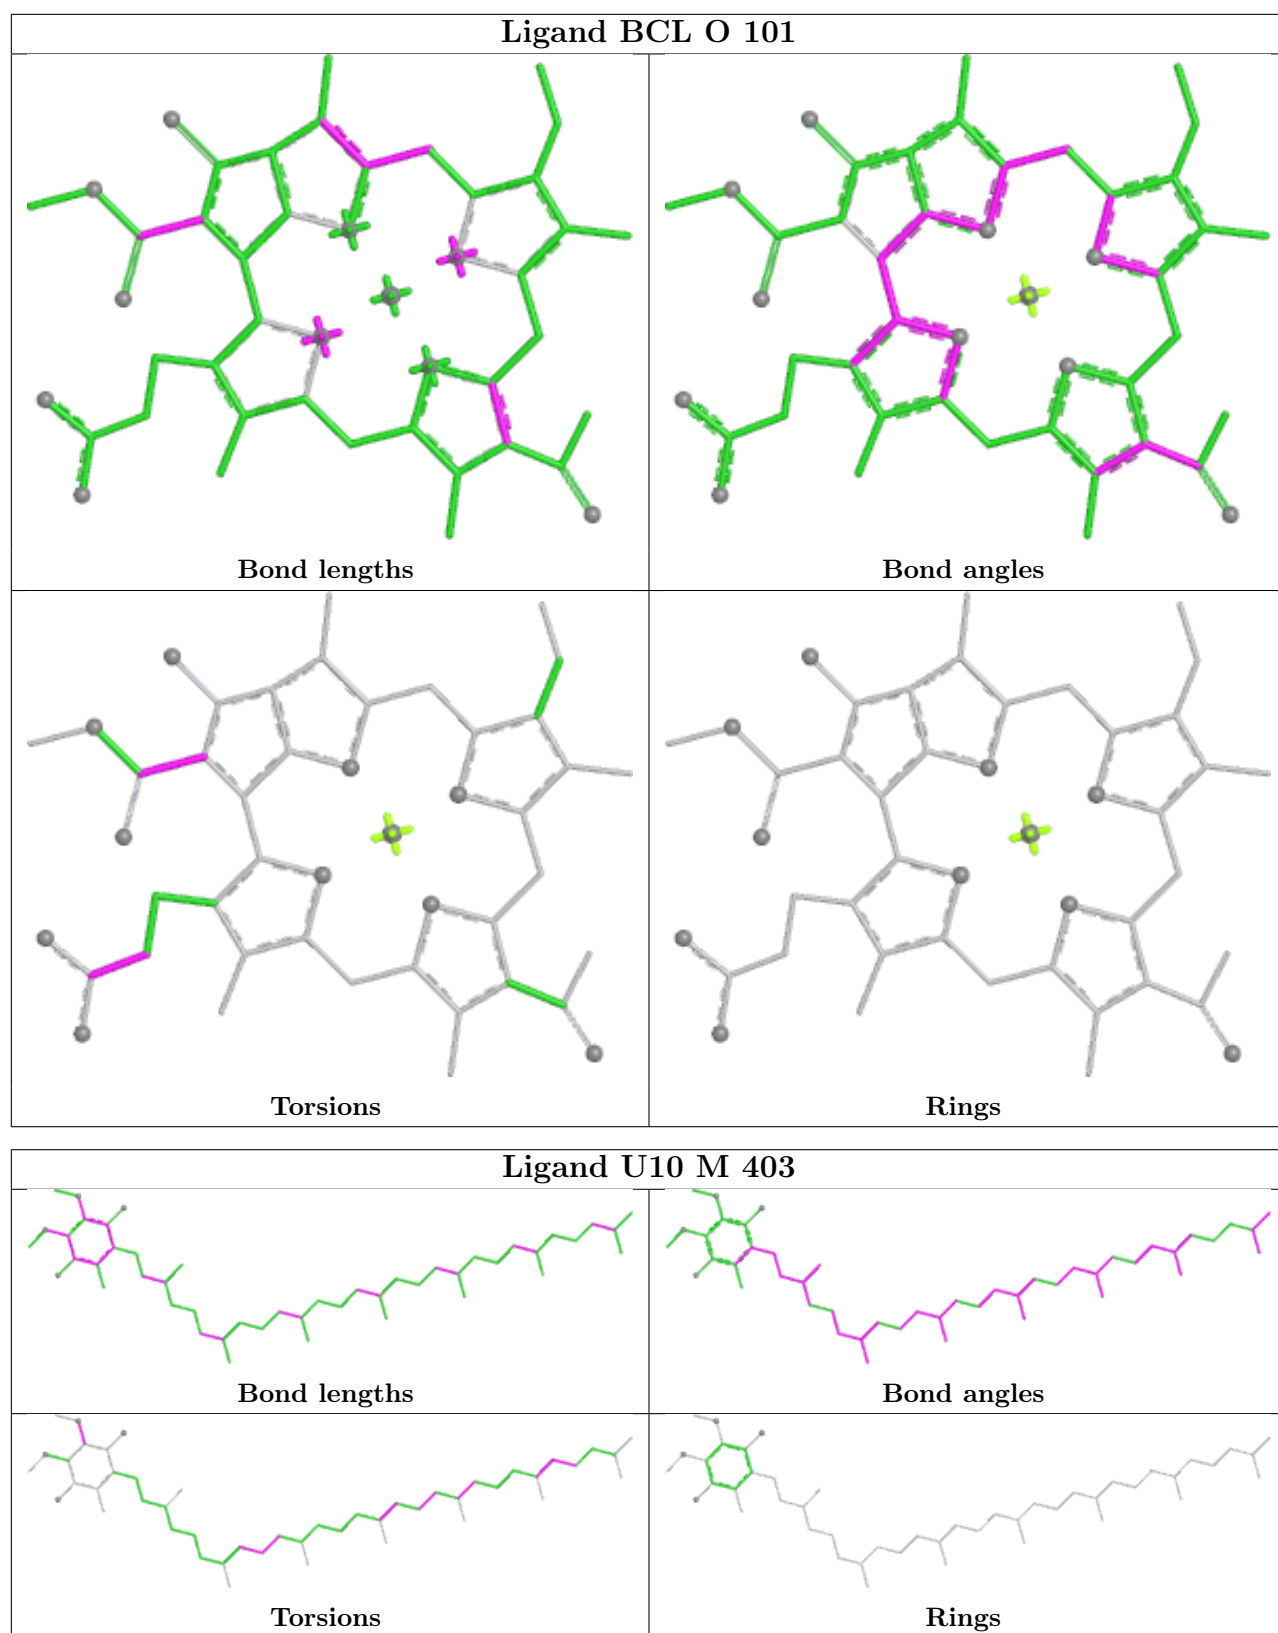 Ligand BCL O 101
Bond lengths
Bond angles
Torsions
Rings
Ligand U10 M 403
Bond lengths
Bond angles
Torsions
Rings